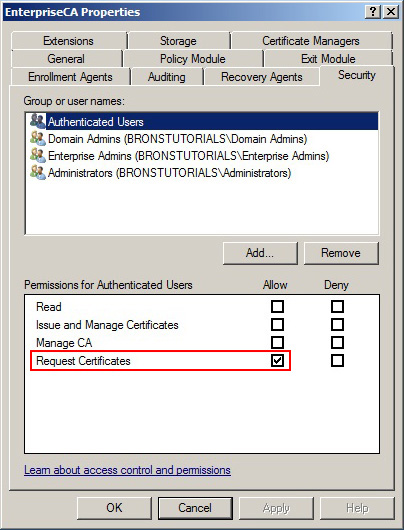 EnterpriseCA Properties
Extensions Storage Certificate Managers
General Policy Module Exit Module
Enrollment Agents Auditing Recovery Agents Security
Group or user names:
Authenticated Users
Domain Admins (BRONSTUTORIALS\Domain Admins)
Enterprise Admins (BRONSTUTORIALS\Enterprise Admins)
Administrators (BRONSTUTORIALS\Administrators)
Add... Remove
Permissions for Authenticated Users Allow Deny
Read
Issue and Manage Certificates
Manage CA
Request Certificates
Learn about access control and permissions
OK Cancel Apply Help